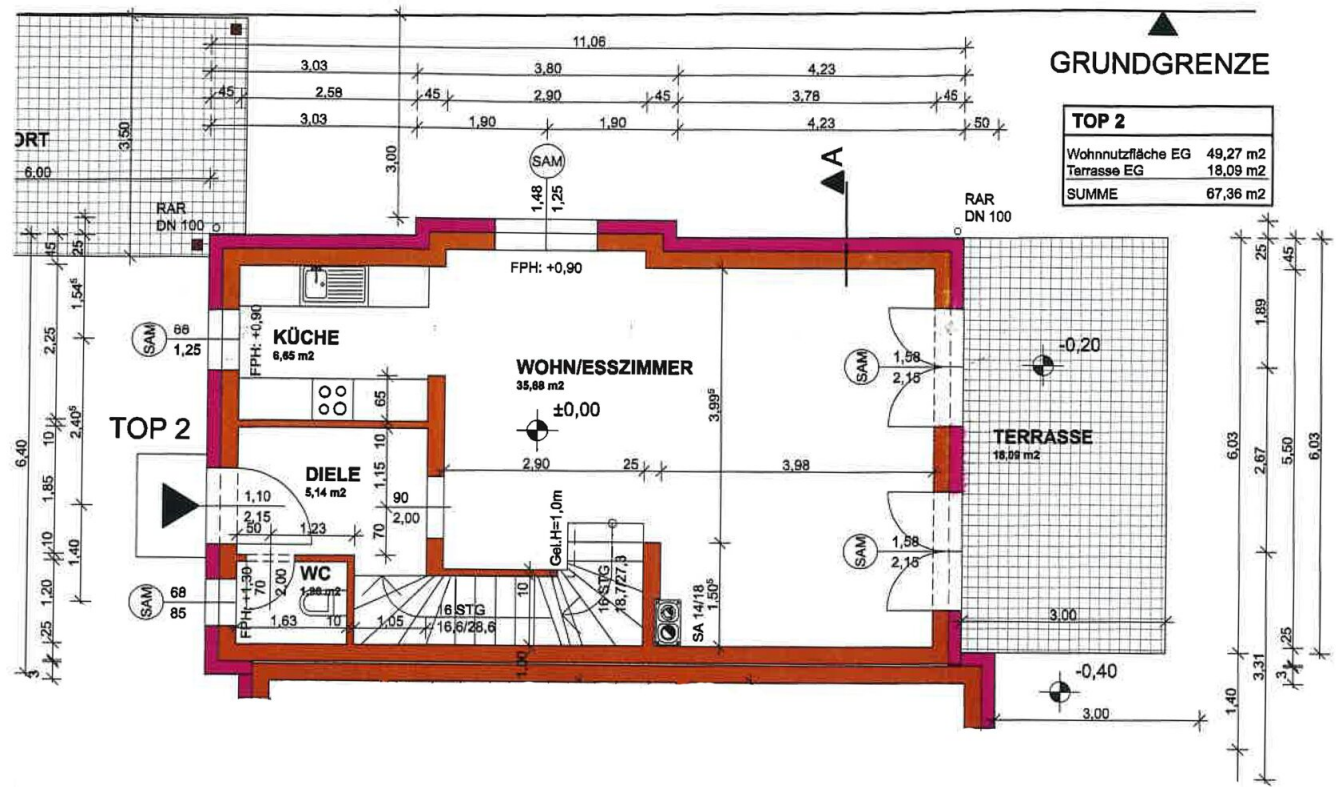 11,06
GRUNDGRENZE
3,03 3,80 4,23
45 2,58 45 2,90 45 3,78 45
3,03 1,90 1,90 4,23 50
TOP 2
Wohnnutzfläche EG 49,27 m2
Terrasse EG 18,09 m2
SUMME 67,36 m2
ORT
3,50
6.00
3,00
SAM
1,48
1,25
A
RAR
DN 100
RAR
DN 100
FPH: +0,90
KÜCHE
6,65 m2
FPH: +0,90
SAM
1,25
WOHN/ESSZIMMER
35,68 m2
±0,00
3,99⁵
SAM
1,58
2,15
-0,20
TERRASSE
18,09 m2
TOP 2
65
10
1,15
70
DIELE
5,14 m2
2,90 25 3,98
1,10
2,15
50 1,23
90
2,00
Gel.H=1,0m
SAM
1,58
2,15
WC
FPH: +1,30
70
2,00
SAM
68
85
1,63 10 1,05
16 STG
16,6/28,6
10
1,00
16 STG
SA 14/18
1,50⁵
3,00
-0,40
3,00
6,40
45
2,25
10
1,85
10
1,20
25
3
25
1,54⁵
2,40⁵
1,40
6,03
1,40
25
1,89
2,67
3,31
45
5,50
25
3
6,03